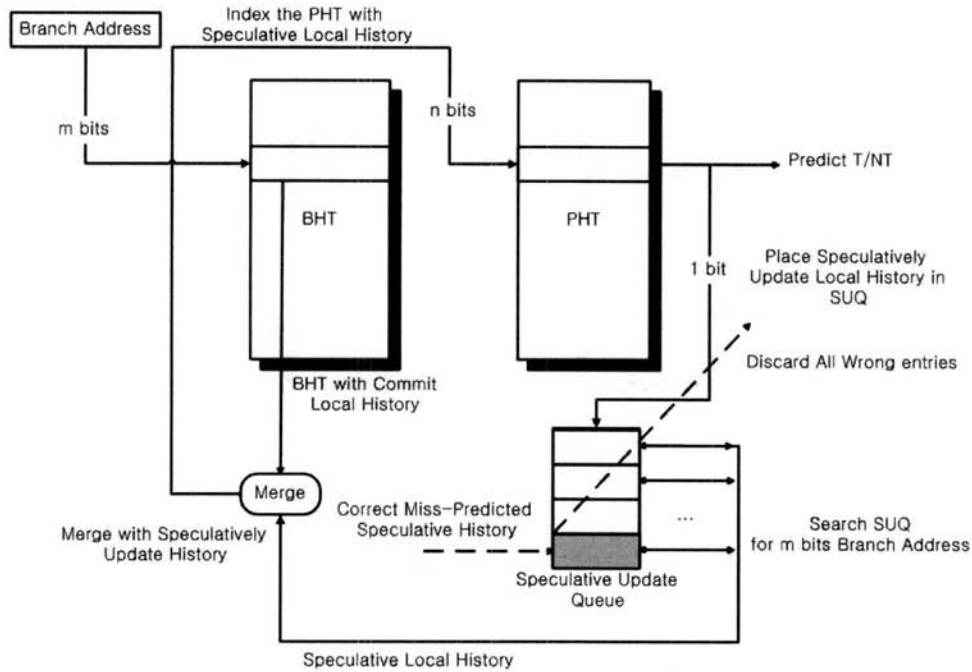 Branch Address
Index the PHT with
Speculative Local History
m bits
n bits
Predict T/NT
BHT
PHT
1 bit
Place Speculatively
Update Local History in
SUQ
Discard All Wrong entries
BHT with Commit
Local History
Merge
Correct Miss-Predicted
Speculative History
Merge with Speculatively
Update History
...
Search SUQ
for m bits Branch Address
Speculative Update
Queue
Speculative Local History